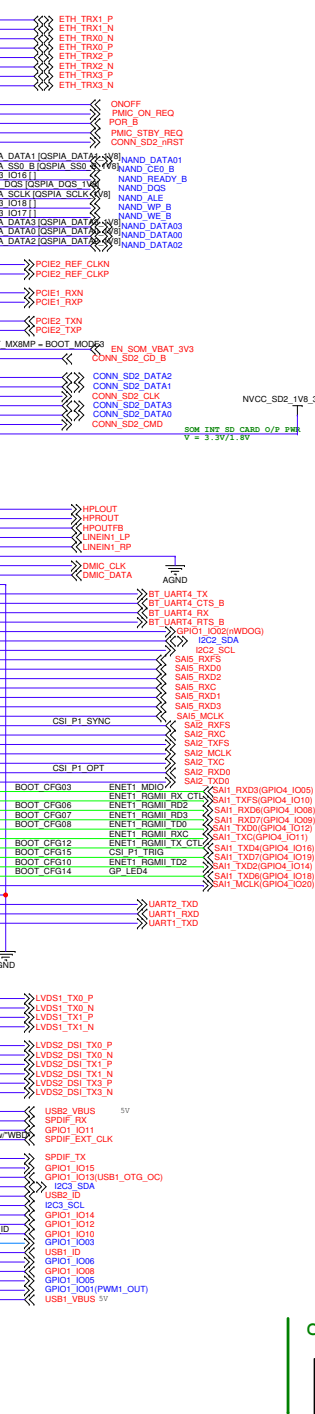 ETH_TRX1_P
ETH_TRX1_N
ETH_TRX0_N
ETH_TRX0_P
ETH_TRX2_P
ETH_TRX2_N
ETH_TRX3_P
ETH_TRX3_N
ONOFF
PMIC_ON_REQ
POR_B
PMIC_STBY_REQ
CONN_SD2_nRST
NAND_DATA01
NAND_CE0_B
NAND_READY_B
NAND_DQS
NAND_ALE
NAND_WP_B
NAND_WE_B
NAND_DATA03
NAND_DATA00
NAND_DATA02
PCIE2_REF_CLKN
PCIE2_REF_CLKP
PCIE1_RXN
PCIE1_RXP
PCIE2_TXN
PCIE2_TXP
MX8MP = BOOT_MODE3
EN_SOM_VBAT_3V3
CONN_SD2_CD_B
CONN_SD2_DATA2
CONN_SD2_DATA1
CONN_SD2_CLK
CONN_SD2_DATA3
CONN_SD2_DATA0
CONN_SD2_CMD
NVCC_SD2_1V8_3
SOM INT SD CARD O/P PWR
V = 3.3V/1.8V
HPLOUT
HPROUT
HPOUTFB
LINEIN1_LP
LINEIN1_RP
DMIC_CLK
DMIC_DATA
AGND
BT_UART4_TX
BT_UART4_CTS_B
BT_UART4_RX
BT_UART4_RTS_B
GPIO1_IO02(nWDOG)
I2C2_SDA
I2C2_SCL
SAI5_RXFS
SAI5_RXD0
SAI5_RXD2
SAI5_RXC
SAI5_RXD1
SAI5_RXD3
SAI5_MCLK
CSI_P1_SYNC SAI2_RXFS
SAI2_RXC
SAI2_TXFS
SAI2_MCLK
SAI2_TXC
CSI_P1_OPT SAI2_RXD0
SAI2_TXD0
BOOT_CFG03 ENET1_MDIO SAI1_RXD3(GPIO4_IO05)
ENET1_RGMII_RX_CTL SAI1_TXFS(GPIO4_IO10)
BOOT_CFG06 ENET1_RGMII_RD2 SAI1_RXD6(GPIO4_IO08)
BOOT_CFG07 ENET1_RGMII_RD3 SAI1_RXD7(GPIO4_IO09)
BOOT_CFG08 ENET1_RGMII_TD0 SAI1_TXD0(GPIO4_IO12)
ENET1_RGMII_RXC SAI1_TXC(GPIO4_IO11)
BOOT_CFG12 ENET1_RGMII_TX_CTL SAI1_TXD4(GPIO4_IO16)
BOOT_CFG15 CSI_P1_TRIG SAI1_TXD7(GPIO4_IO19)
BOOT_CFG10 ENET1_RGMII_TD2 SAI1_TXD2(GPIO4_IO14)
BOOT_CFG14 GP_LED4 SAI1_TXD6(GPIO4_IO18)
SAI1_MCLK(GPIO4_IO20)
UART2_TXD
UART1_RXD
UART1_TXD
GND
LVDS1_TX0_P
LVDS1_TX0_N
LVDS1_TX1_P
LVDS1_TX1_N
LVDS2_DSI_TX0_P
LVDS2_DSI_TX0_N
LVDS2_DSI_TX1_P
LVDS2_DSI_TX1_N
LVDS2_DSI_TX3_P
LVDS2_DSI_TX3_N
USB2_VBUS 5V
SPDIF_RX
GPIO1_IO11
SPDIF_EXT_CLK
SPDIF_TX
GPIO1_IO15
GPIO1_IO13(USB1_OTG_OC)
I2C3_SDA
USB2_ID
I2C3_SCL
GPIO1_IO14
GPIO1_IO12
ID GPIO1_IO10
GPIO1_IO03
USB1_ID
GPIO1_IO06
GPIO1_IO08
GPIO1_IO05
GPIO1_IO01(PWM1_OUT)
USB1_VBUS 5V